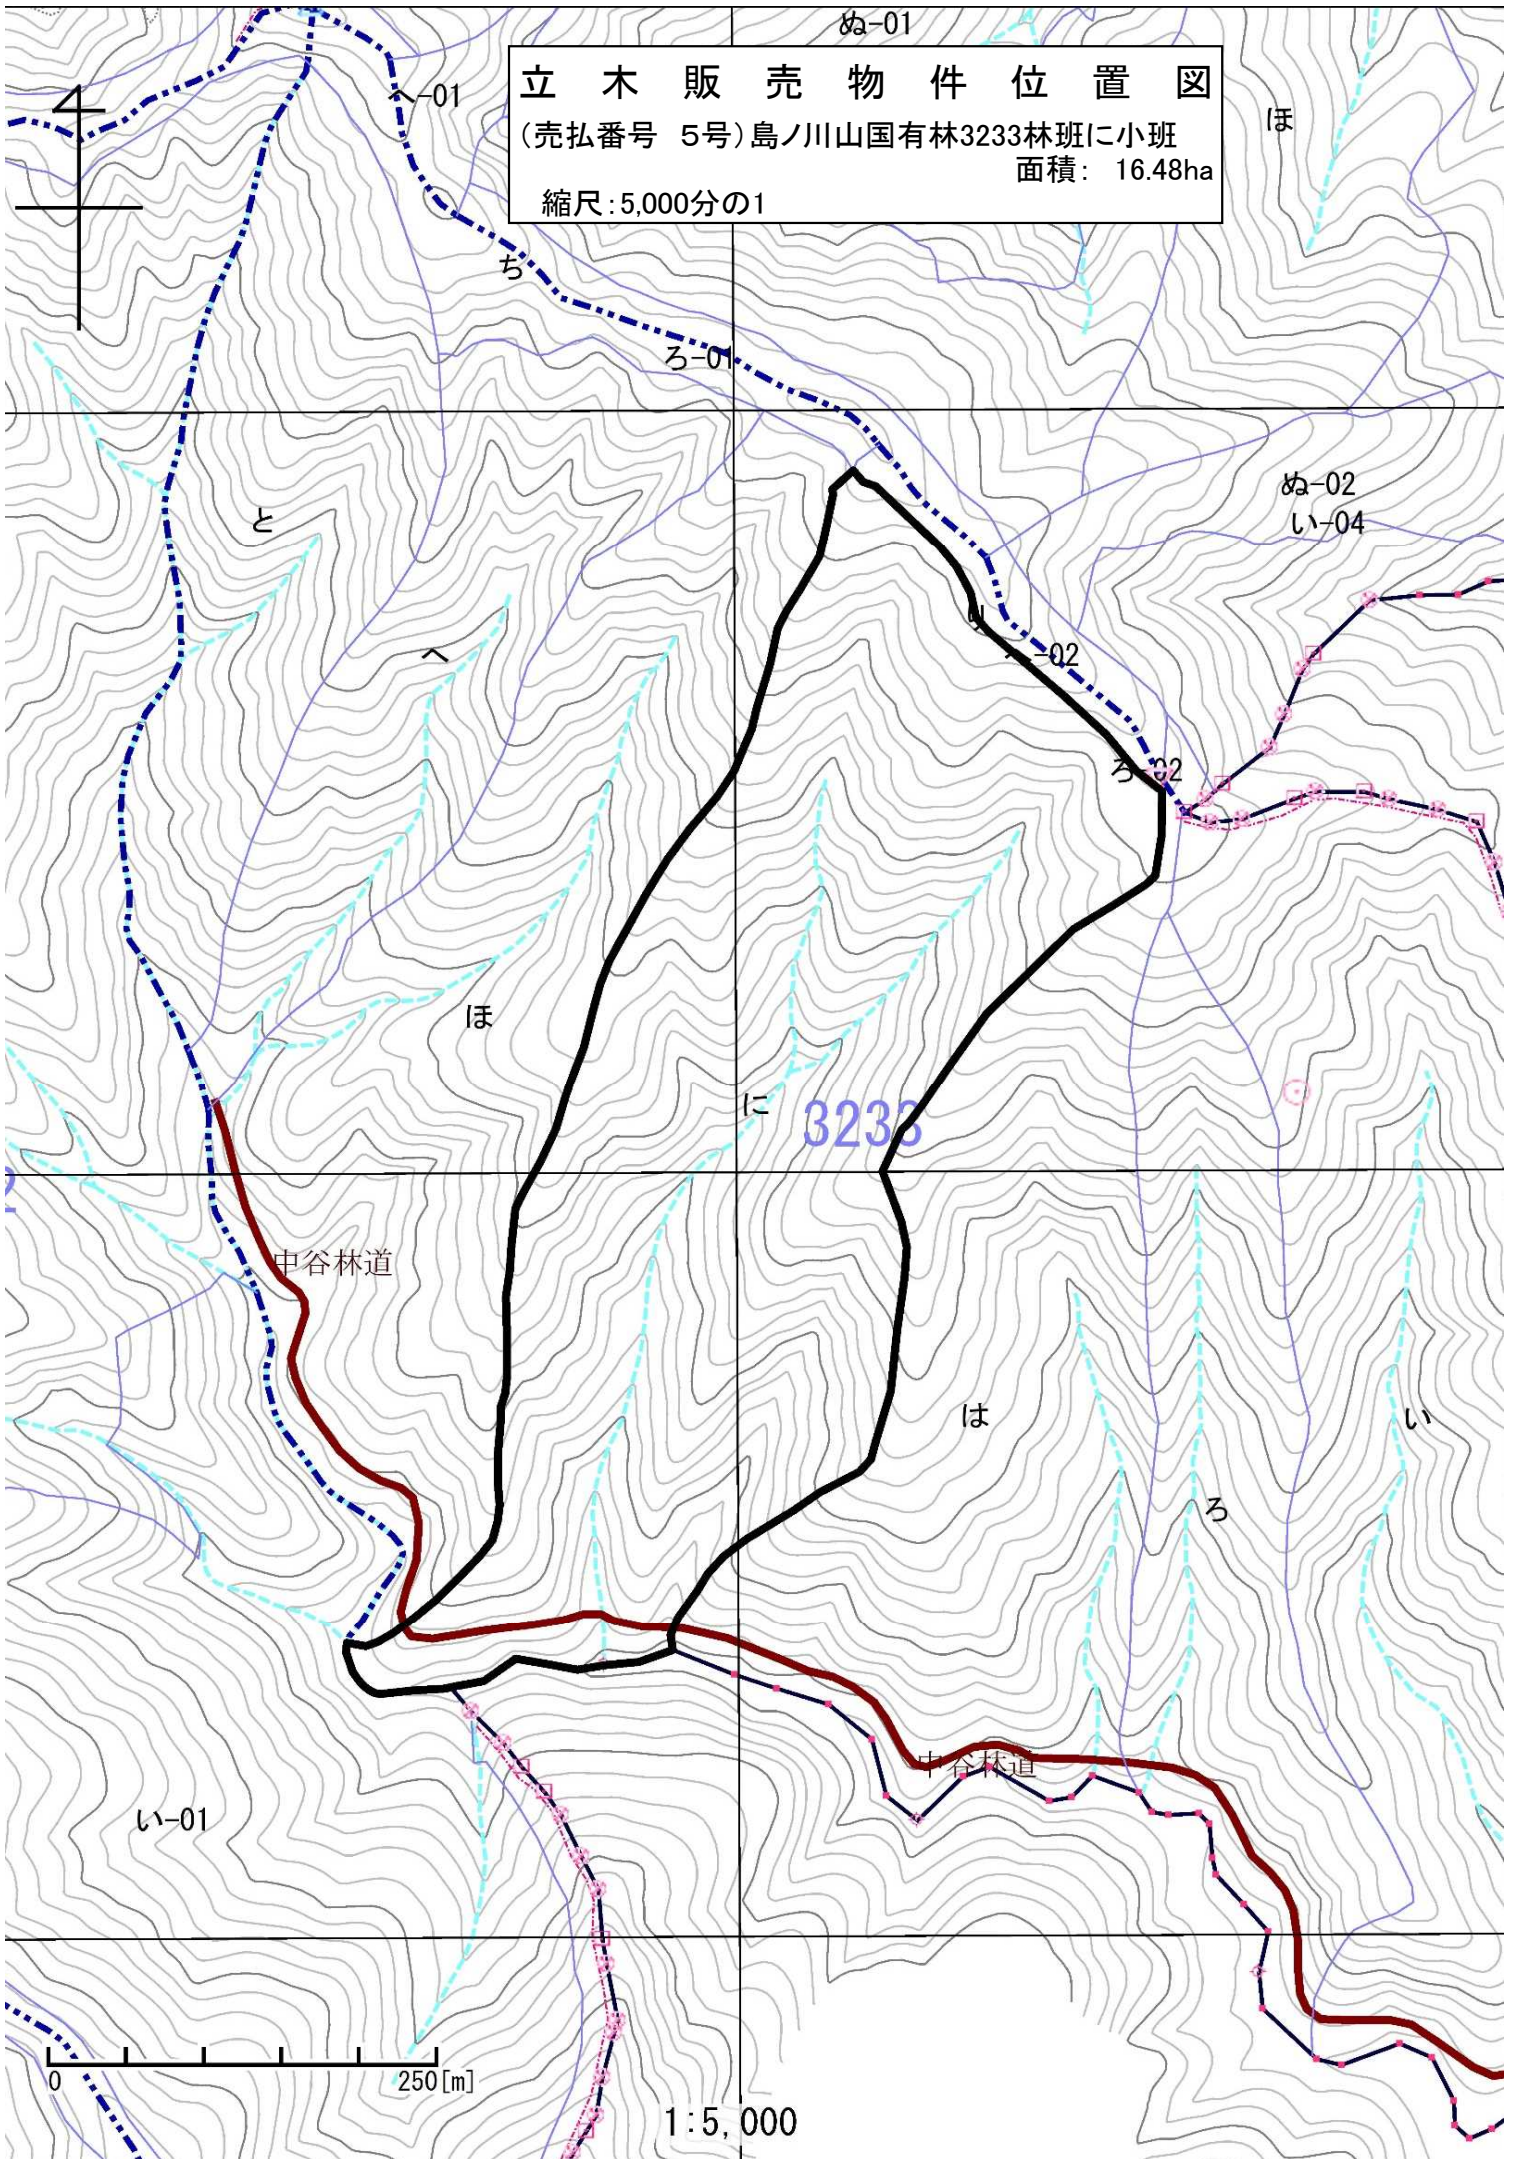 ぬ-01
立木販売物件位置図
(売払番号 5号)島ノ川山国有林3233林班に小班
面積: 16.48ha
縮尺:5,000分の1
へ-01
ほ
ち
ろ-01
ぬ-02
い-04
と
り
へ
へ-02
ろ-02
ほ
に
3233
2
中谷林道
は
い
ろ
中谷林道
い-01
0
250[m]
1:5,000